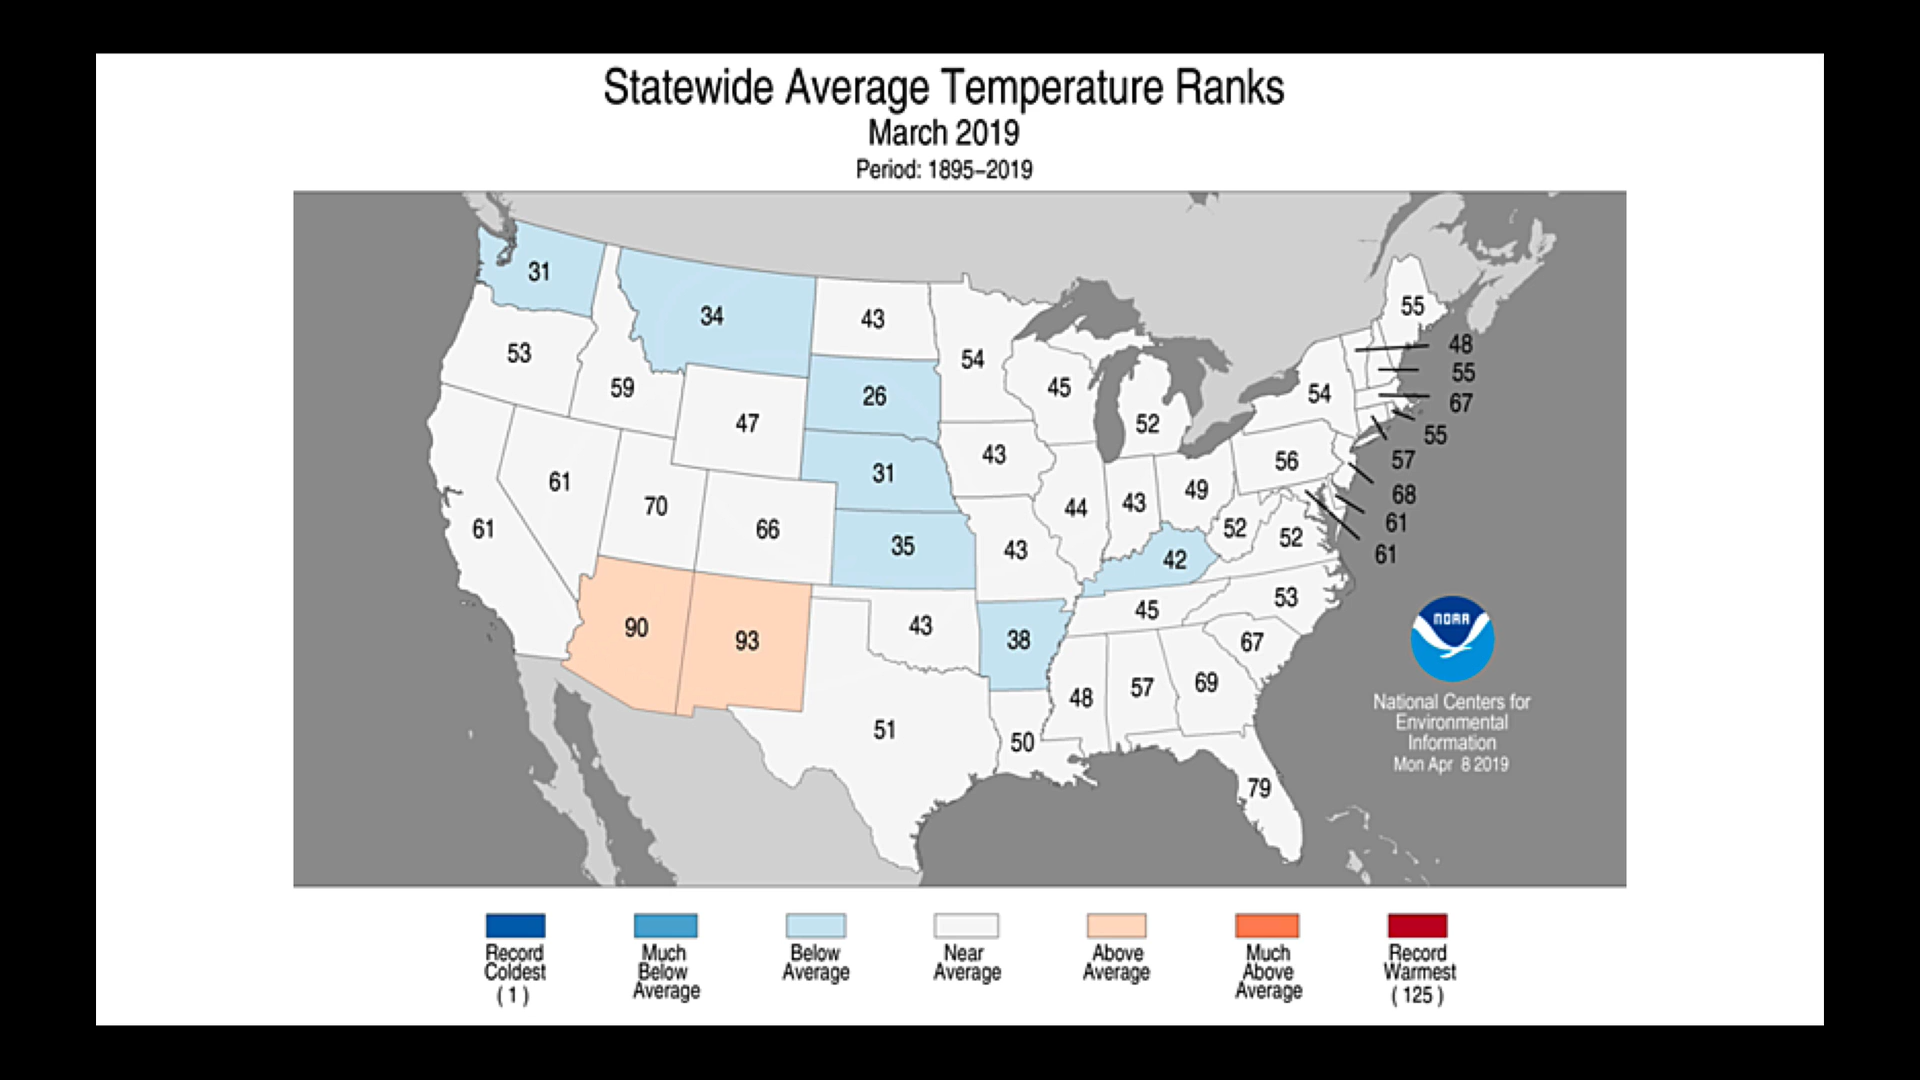 Statewide Average Temperature Ranks
March 2019
Period: 1895–2019
31
34
43
55
53
54
48
59
26
45
55
47
52
54
67
55
61
31
43
56
57
70
44
43
49
68
61
66
35
43
42
52
52
61
61
90
93
43
38
45
53
67
51
50
48
57
69
79
NOAA
National Centers for
Environmental
Information
Mon Apr 8 2019
Record
Coldest
( 1 )
Much
Below
Average
Below
Average
Near
Average
Above
Average
Much
Above
Average
Record
Warmest
( 125 )